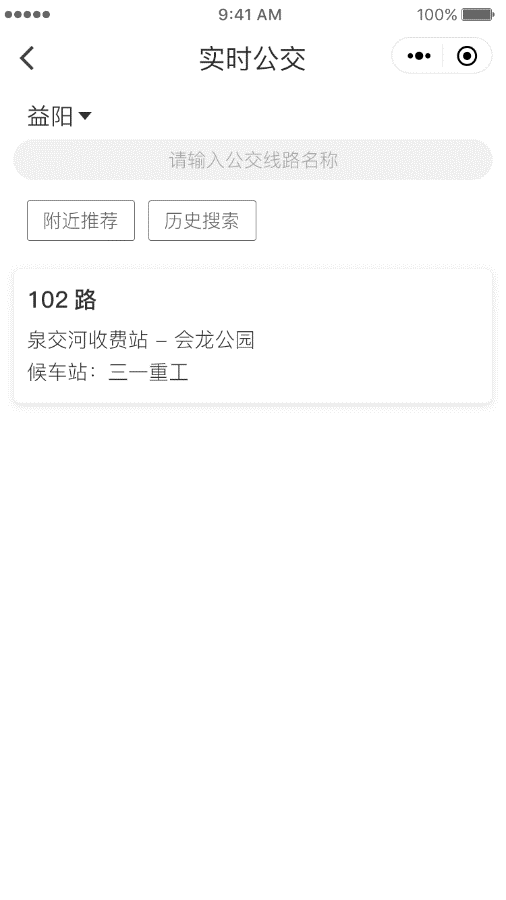 9:41 AM 100%
实时公交
益阳
请输入公交线路名称
附近推荐 历史搜索
102 路
泉交河收费站 – 会龙公园
候车站：三一重工